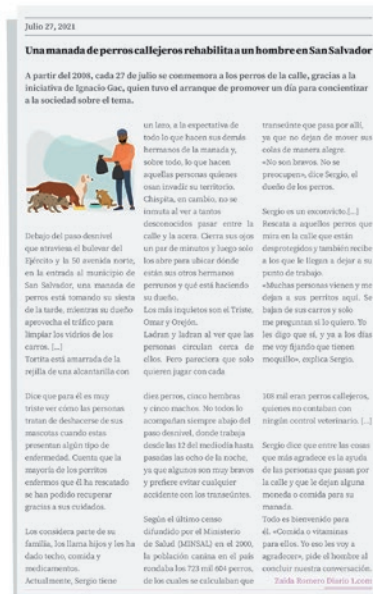 Julio 27, 2021
Una manada de perros callejeros rehabilita a un hombre en San Salvador
A partir del 2008, cada 27 de julio se conmemora a los perros de la calle, gracias a la
iniciativa de Ignacio Gac, quien tuvo el arranque de promover un día para concientizar
a la sociedad sobre el tema.
Debajo del paso desnivel
que atraviesa el bulevar del
Ejército y la 50 avenida norte,
en la entrada al municipio de
San Salvador, una manada de
perros está tomando su siesta
de la tarde, mientras su dueño
aprovecha el tráfico para
limpiar los vidrios de los
carros. [...]
Tortita está amarrada de la
rejilla de una alcantarilla con
un lazo, a la expectativa de
todo lo que hacen sus demás
hermanos de la manada y,
sobre todo, lo que hacen
aquellas personas quienes
osan invadir su territorio.
Chispita, en cambio, no se
inmuta al ver a tantos
desconocidos pasar entre la
calle y la acera. Cierra sus ojos
un par de minutos y luego solo
los abre para ubicar dónde
están sus otros hermanos
perrunos y qué está haciendo
su dueño.
Los más inquietos son el Triste,
Omar y Orejón.
Ladran y ladran al ver que las
personas circulan cerca de
ellos. Pero pareciera que solo
quieren jugar con cada
transeúnte que pasa por allí,
ya que no dejan de mover sus
colas de manera alegre.
«No son bravos. No se
preocupen», dice Sergio, el
dueño de los perros.
Sergio es un exconvicto.[...]
Rescata a aquellos perros que
mira en la calle que están
desprotegidos y también recibe
a los que le llegan a dejar a su
punto de trabajo.
«Muchas personas vienen y me
dejan a sus perritos aquí. Se
bajan de sus carros y solo
me preguntan si lo quiero. Yo
les digo que sí, y ya a los días
me voy fijando que tienen
moquillo», explica Sergio.
Dice que para él es muy
triste ver cómo las personas
tratan de deshacerse de sus
mascotas cuando estas
presentan algún tipo de
enfermedad. Cuenta que la
mayoría de los perritos
enfermos que él ha rescatado
se han podido recuperar
gracias a sus cuidados.
Los considera parte de su
familia, los llama hijos y les ha
dado techo, comida y
medicamentos.
Actualmente, Sergio tiene
diez perros, cinco hembras
y cinco machos. No todos lo
acompañan siempre abajo del
paso desnivel, donde trabaja
desde las 12 del mediodía hasta
pasadas las ocho de la noche,
ya que algunos son muy bravos
y prefiere evitar cualquier
accidente con los transeúntes.
Según el último censo
difundido por el Ministerio
de Salud (MINSAL) en el 2000,
la población canina en el país
rondaba los 723 mil 604 perros,
de los cuales se calculaban que
108 mil eran perros callejeros,
quienes no contaban con
ningún control veterinario. [...]
Sergio dice que entre las cosas
que más agradece es la ayuda
de las personas que pasan por
la calle y que le dejan alguna
moneda o comida para su
manada.
Todo es bienvenido para
él. «Comida o vitaminas
para ellos. Yo eso les voy a
agradecer», pide el hombre al
concluir nuestra conversación.
Zaida Romero Diario 1.com